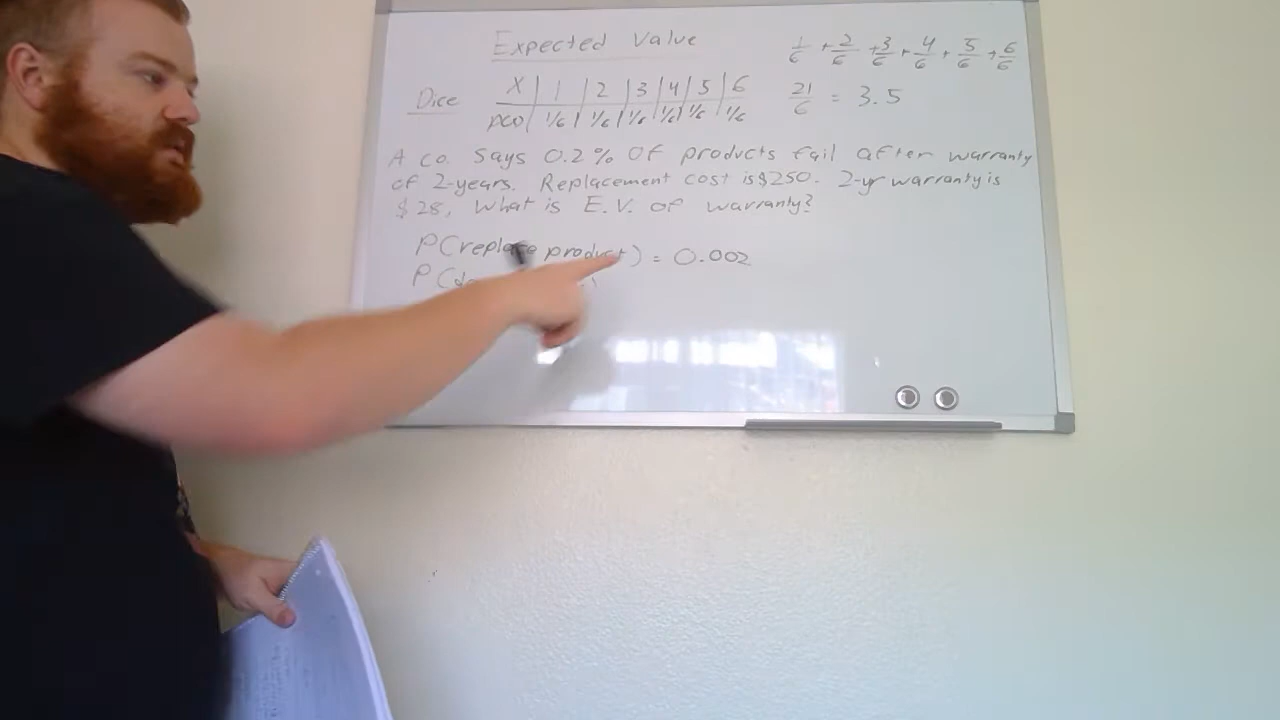 Expected Value
1/6 + 2/6 + 3/6 + 4/6 + 5/6 + 6/6
Dice
X | 1 | 2 | 3 | 4 | 5 | 6
p(x) | 1/6 | 1/6 | 1/6 | 1/6 | 1/6 | 1/6
21/6 = 3.5
A co. says 0.2% of products fail after warranty
of 2-years. Replacement cost is $250. 2-yr warranty is
$28, What is E.V. of warranty?
P(replace product) = 0.002
P(